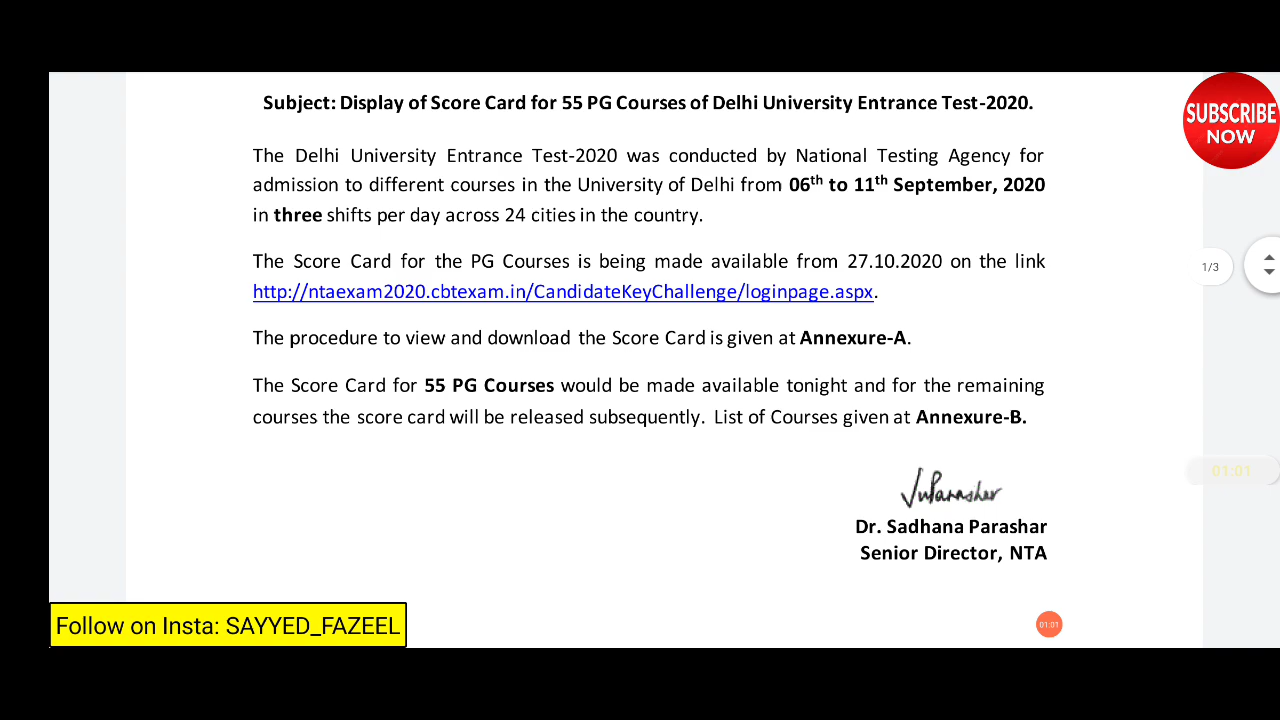 Subject: Display of Score Card for 55 PG Courses of Delhi University Entrance Test-2020.
SUBSCRIBE
NOW
The Delhi University Entrance Test-2020 was conducted by National Testing Agency for
admission to different courses in the University of Delhi from 06th to 11th September, 2020
in three shifts per day across 24 cities in the country.
The Score Card for the PG Courses is being made available from 27.10.2020 on the link
1/3
http://ntaexam2020.cbtexam.in/CandidateKeyChallenge/loginpage.aspx.
The procedure to view and download the Score Card is given at Annexure-A.
The Score Card for 55 PG Courses would be made available tonight and for the remaining
courses the score card will be released subsequently. List of Courses given at Annexure-B.
01:01
Dr. Sadhana Parashar
Senior Director, NTA
Follow on Insta: SAYYED_FAZEEL
01:01